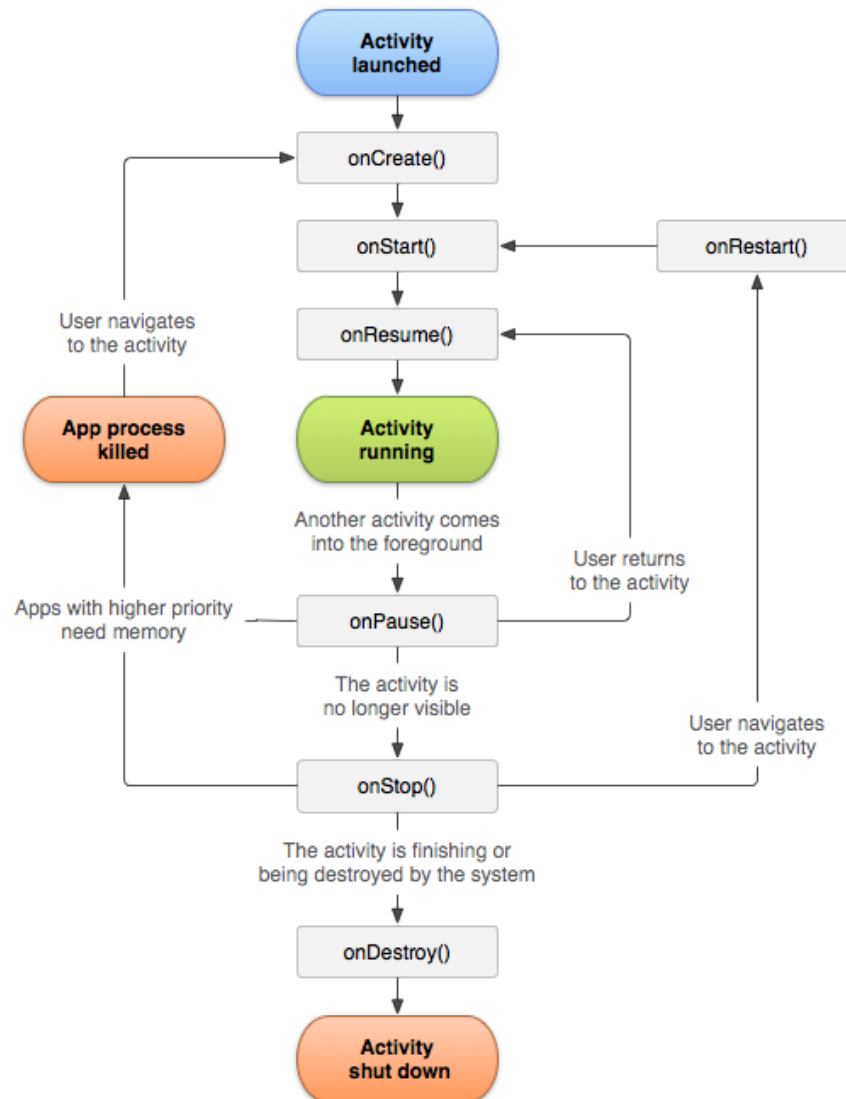 Activity
launched
onCreate()
onStart()
onRestart()
User navigates
to the activity
onResume()
App process
killed
Activity
running
Another activity comes
into the foreground
User returns
to the activity
Apps with higher priority
need memory
onPause()
The activity is
no longer visible
User navigates
to the activity
onStop()
The activity is finishing or
being destroyed by the system
onDestroy()
Activity
shut down